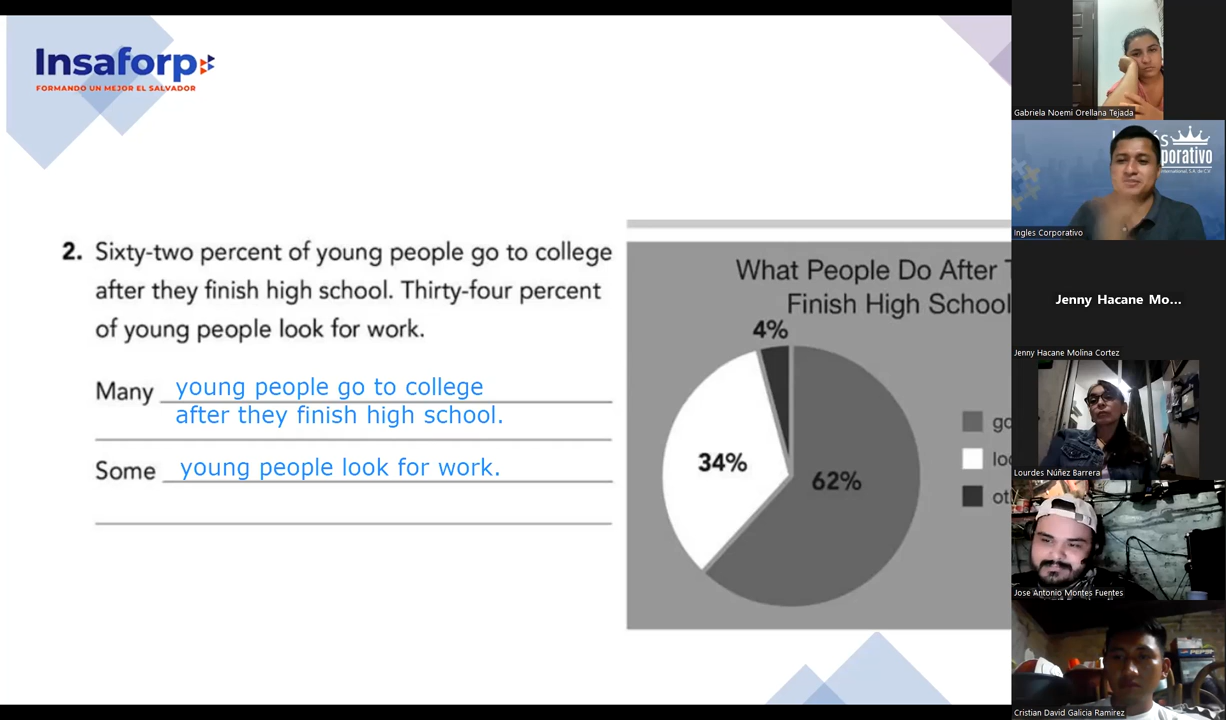 Insaforp
FORMANDO UN MEJOR EL SALVADOR
2. Sixty-two percent of young people go to college
after they finish high school. Thirty-four percent
of young people look for work.
Many young people go to college
after they finish high school.
Some young people look for work.
What People Do After T
Finish High School
4%
34%
62%
go
lo
ot
Gabriela Noemi Orellana Tejada
porativo
Ingles Corporativo
Jenny Hacane Mo...
Jenny Hacane Molina Cortez
Lourdes Núñez Barrera
Jose Antonio Montes Fuentes
Cristian David Galicia Ramirez